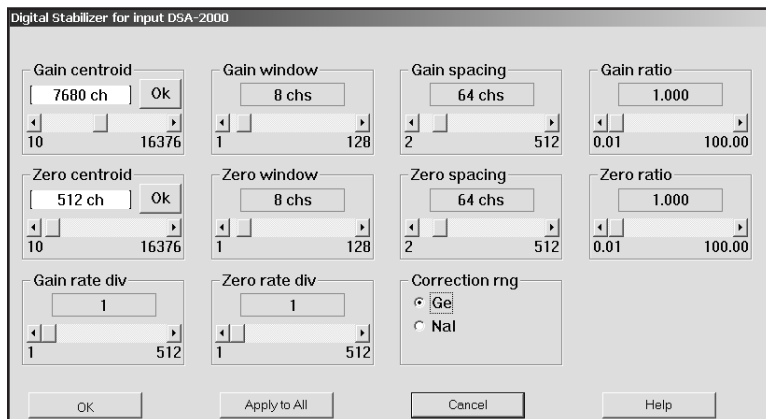 Digital Stabilizer for input DSA-2000
Gain centroid
7680 ch
Ok
10 16376
Gain window
8 chs
1 128
Gain spacing
64 chs
2 512
Gain ratio
1.000
0.01 100.00
Zero centroid
512 ch
Ok
10 16376
Zero window
8 chs
1 128
Zero spacing
64 chs
2 512
Zero ratio
1.000
0.01 100.00
Gain rate div
1
1 512
Zero rate div
1
1 512
Correction rng
Ge
NaI
OK
Apply to All
Cancel
Help